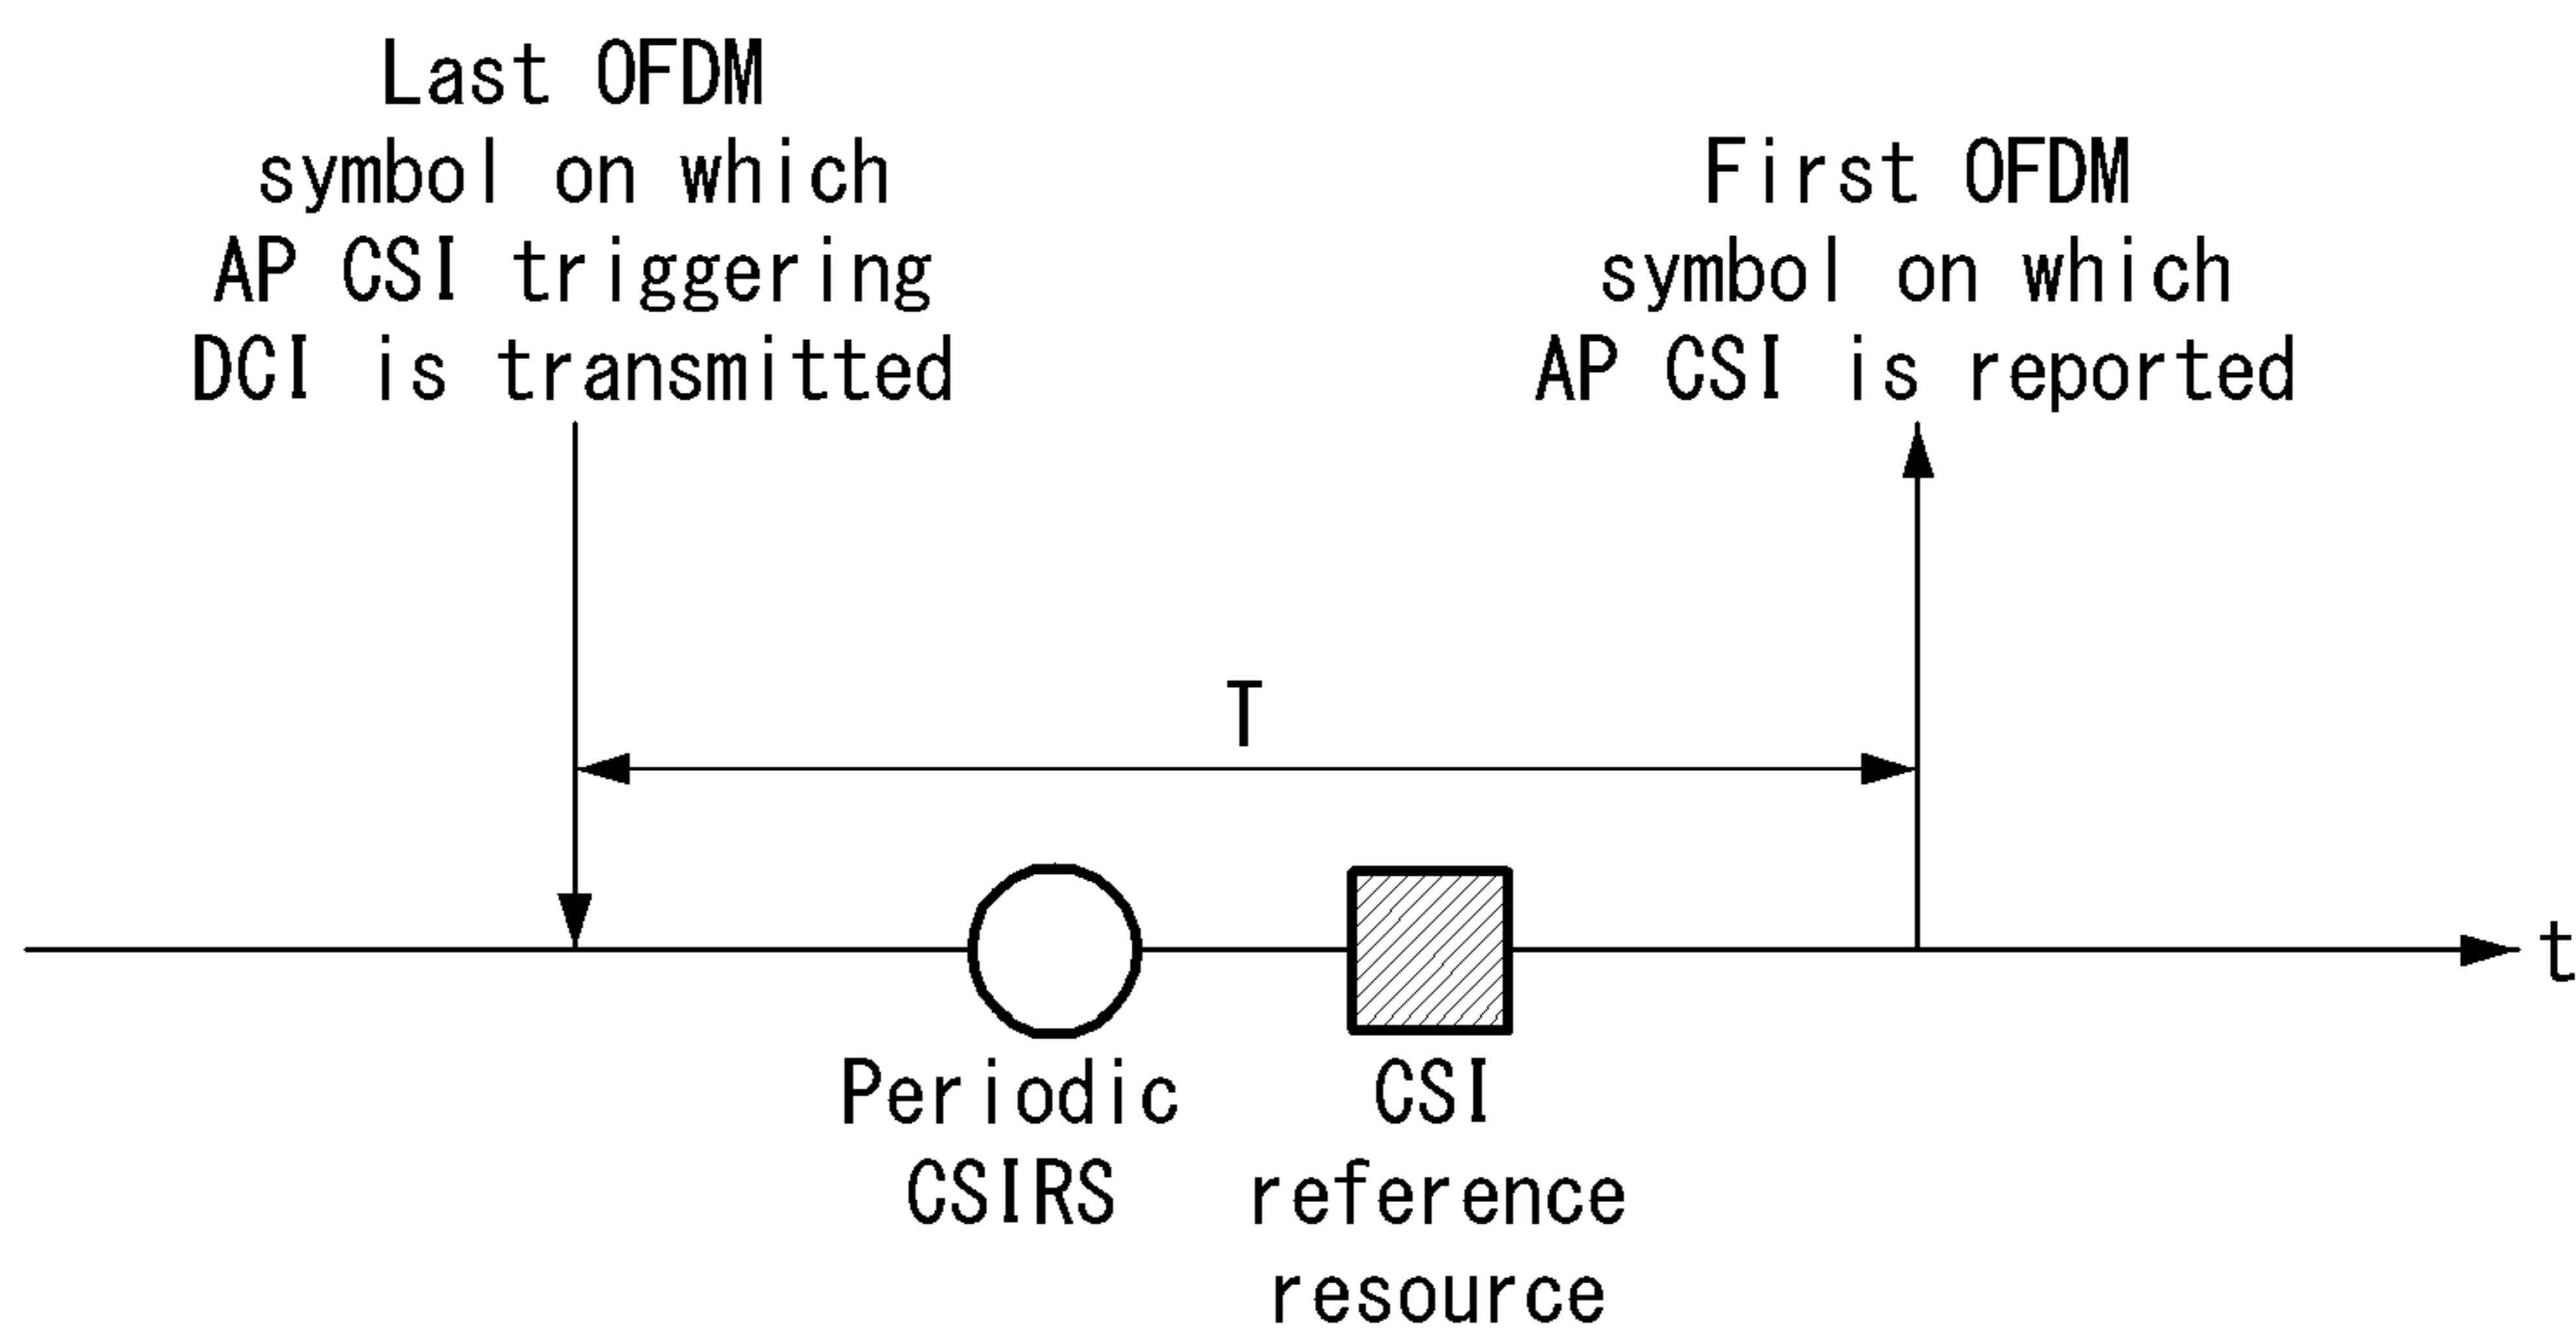 Last OFDM
symbol on which
AP CSI triggering
DCI is transmitted
First OFDM
symbol on which
AP CSI is reported
T
t
Periodic
CSIRS
CSI
reference
resource